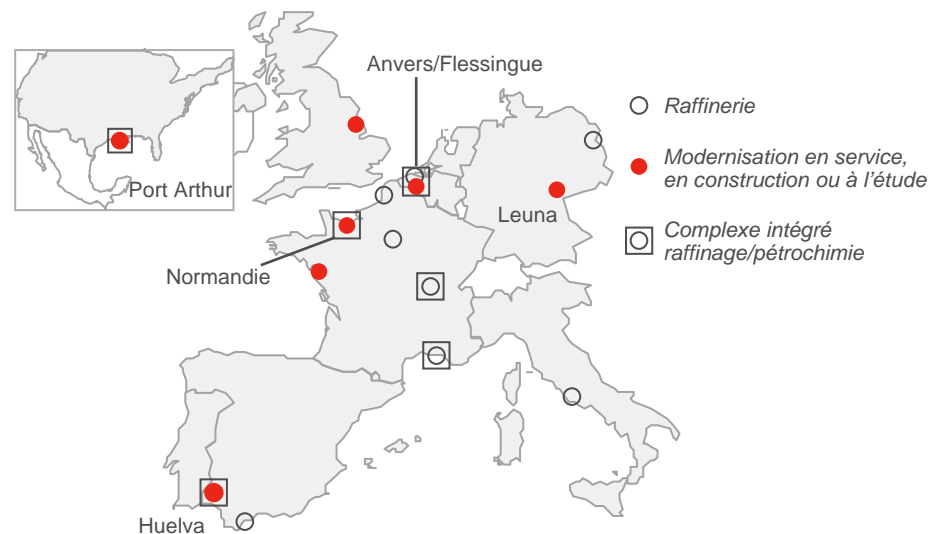 Anvers/Flessingue
Raffinerie
Modernisation en service,
en construction ou à l'étude
Port Arthur
Leuna
Complexe intégré
raffinage/pétrochimie
Normandie
Huelva